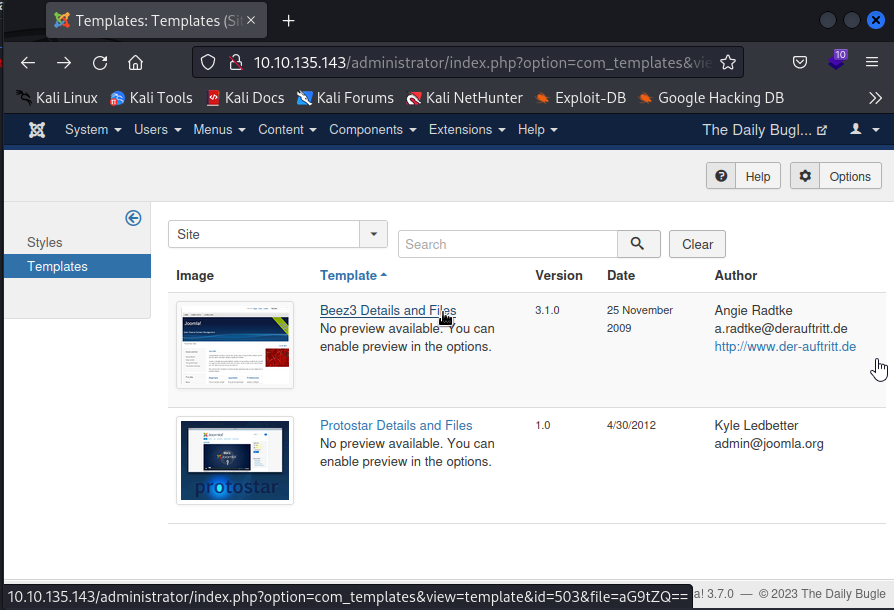 Templates: Templates (Si
10.10.135.143/administrator/index.php?option=com_templates&vie
10
Kali Linux Kali Tools Kali Docs Kali Forums Kali NetHunter Exploit-DB Google Hacking DB
System Users Menus Content Components Extensions Help The Daily Bugl...
Help Options
Styles
Templates
Site
Search
Clear
Image Template Version Date Author
Beez3 Details and Files 3.1.0 25 November Angie Radtke
No preview available. You can 2009 a.radtke@derauftritt.de
enable preview in the options. http://www.der-auftritt.de
Joomla!
Protostar Details and Files 1.0 4/30/2012 Kyle Ledbetter
No preview available. You can admin@joomla.org
enable preview in the options.
protostar
10.10.135.143/administrator/index.php?option=com_templates&view=template&id=503&file=aG9tZQ== a! 3.7.0 — © 2023 The Daily Bugle